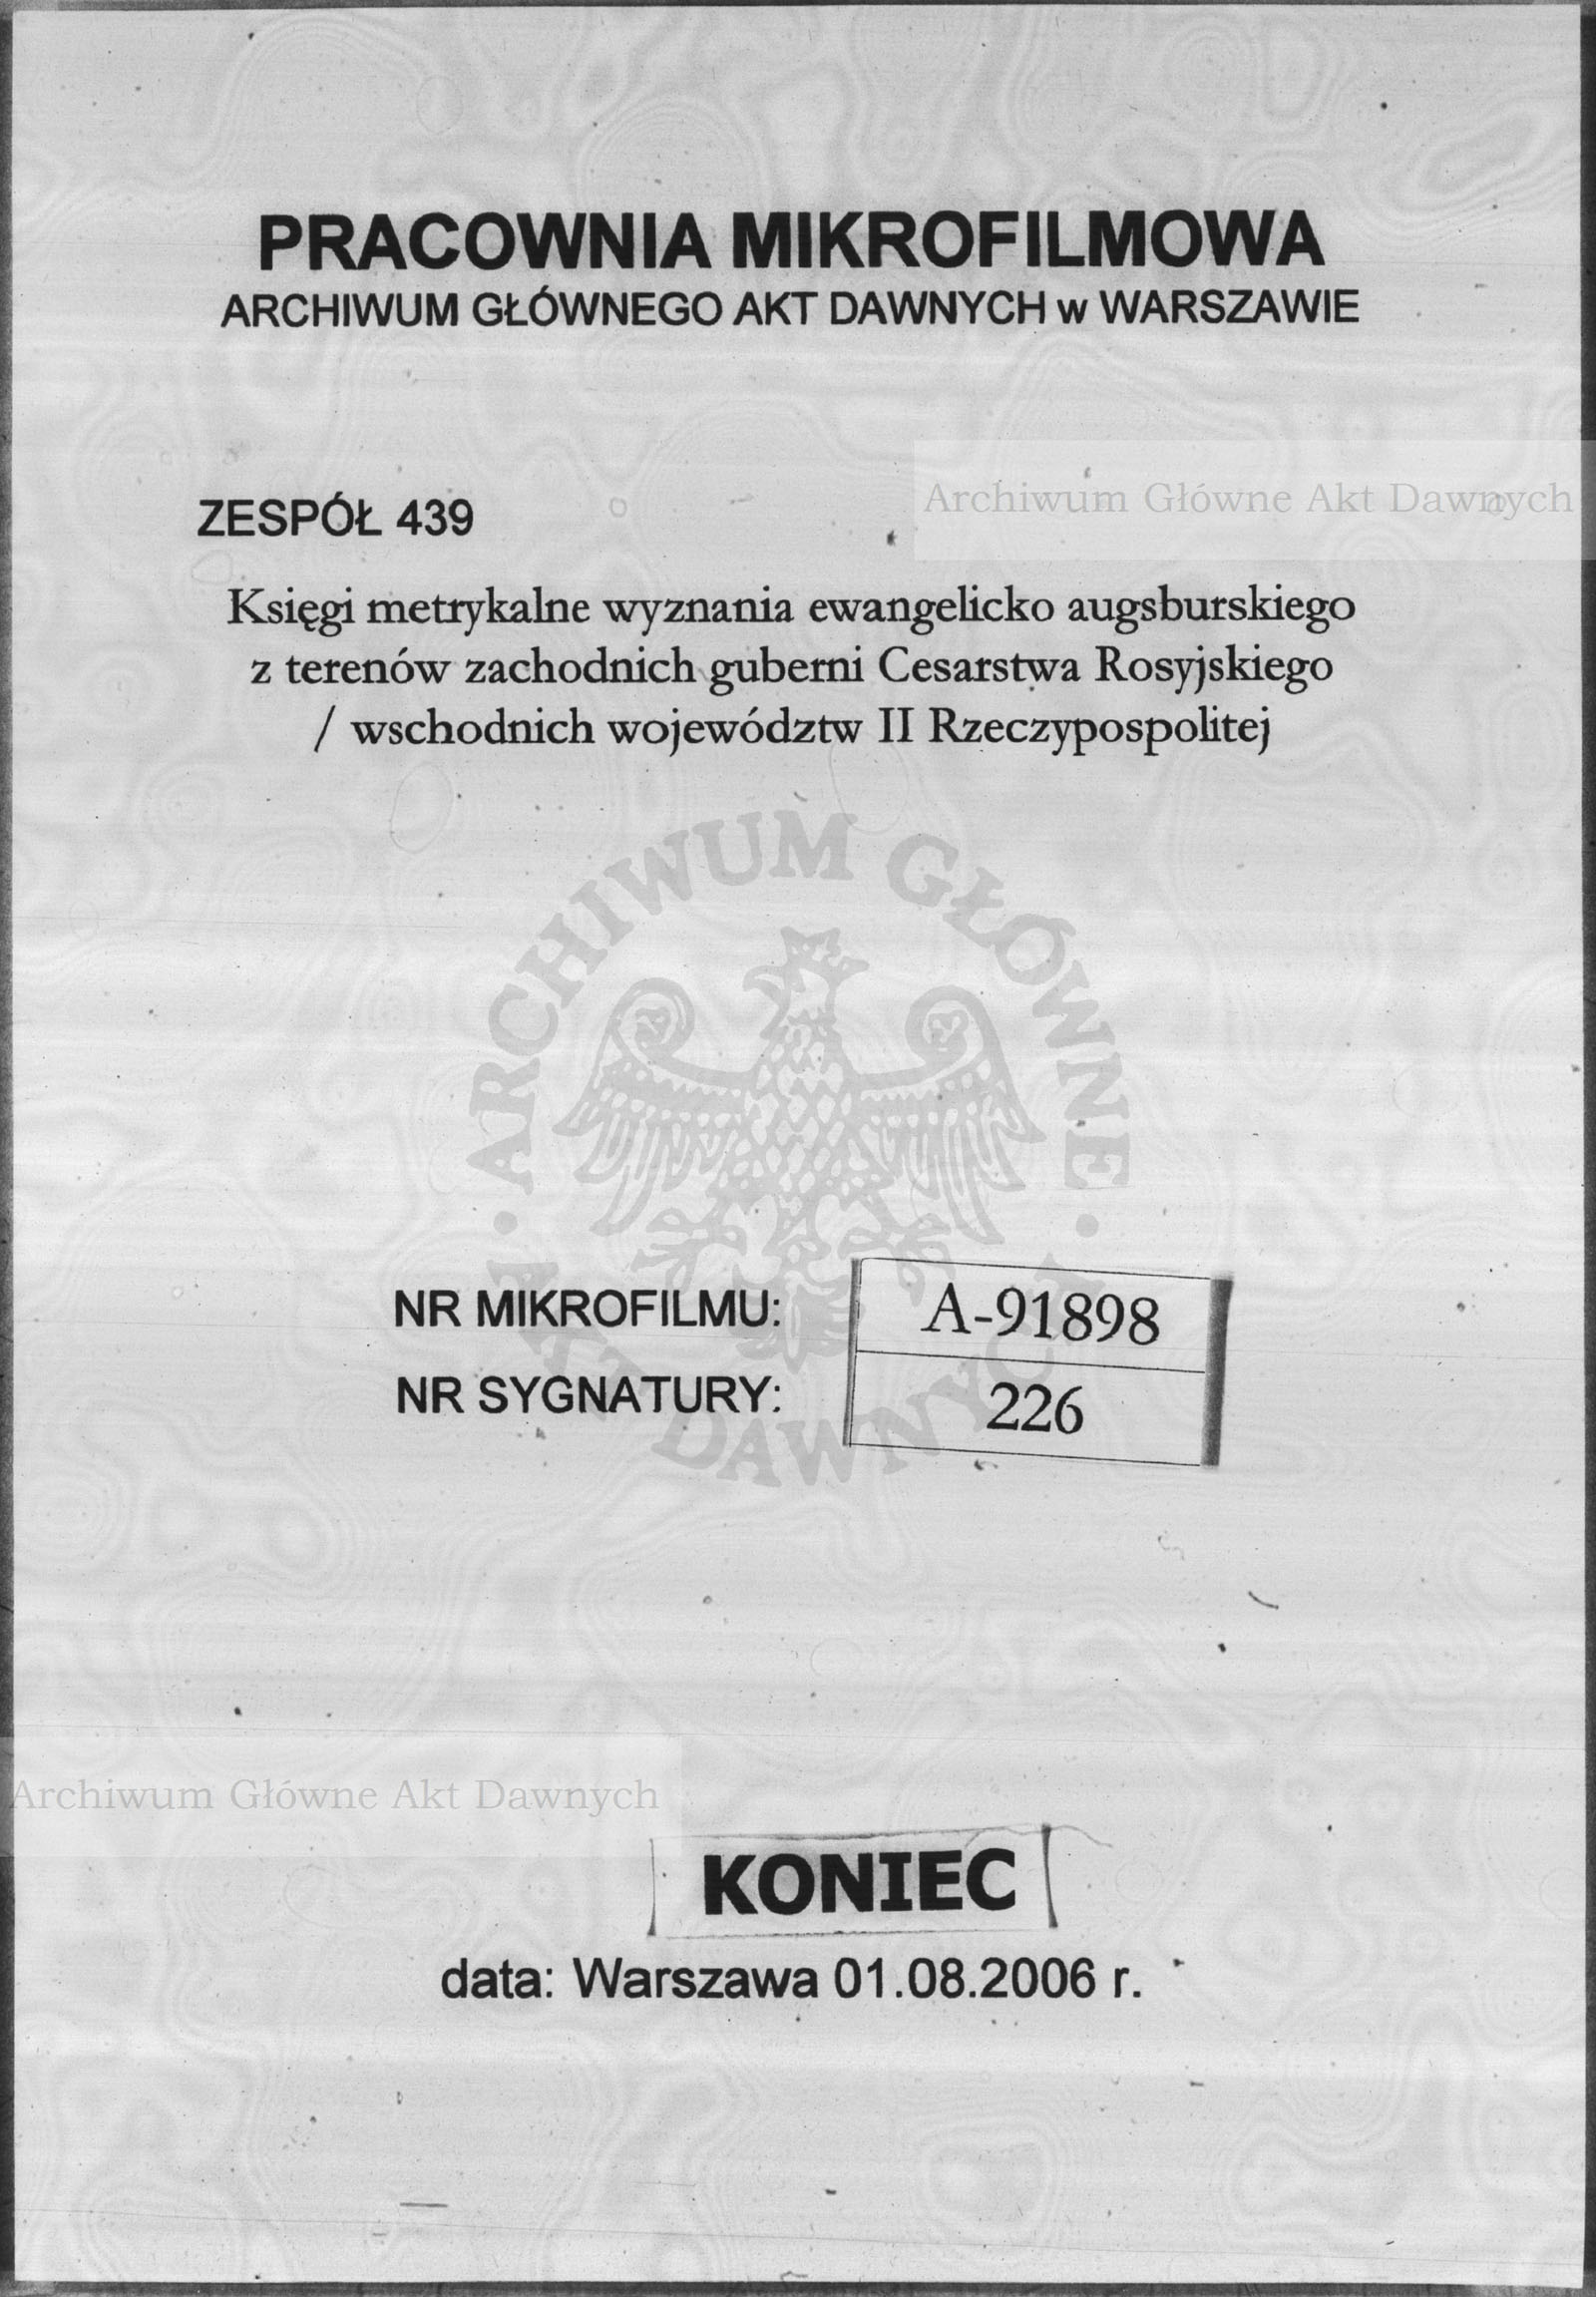 PRACOWNIA MIKROFILMOWA
ARCHIWUM GŁÓWNEGO AKT DAWNYCH w WARSZAWIE
Archiwum Główne Akt Dawnych
ZESPÓŁ 439
Księgi metrykalne wyznania ewangelicko augsburskiego
z terenów zachodnich guberni Cesarstwa Rosyjskiego
/ wschodnich województw II Rzeczypospolitej
ARCHIWUM GŁÓWNE
AKT DAWNYCH
NR MIKROFILMU: A-91898
NR SYGNATURY: 226
Archiwum Główne Akt Dawnych
KONIEC
data: Warszawa 01.08.2006 r.